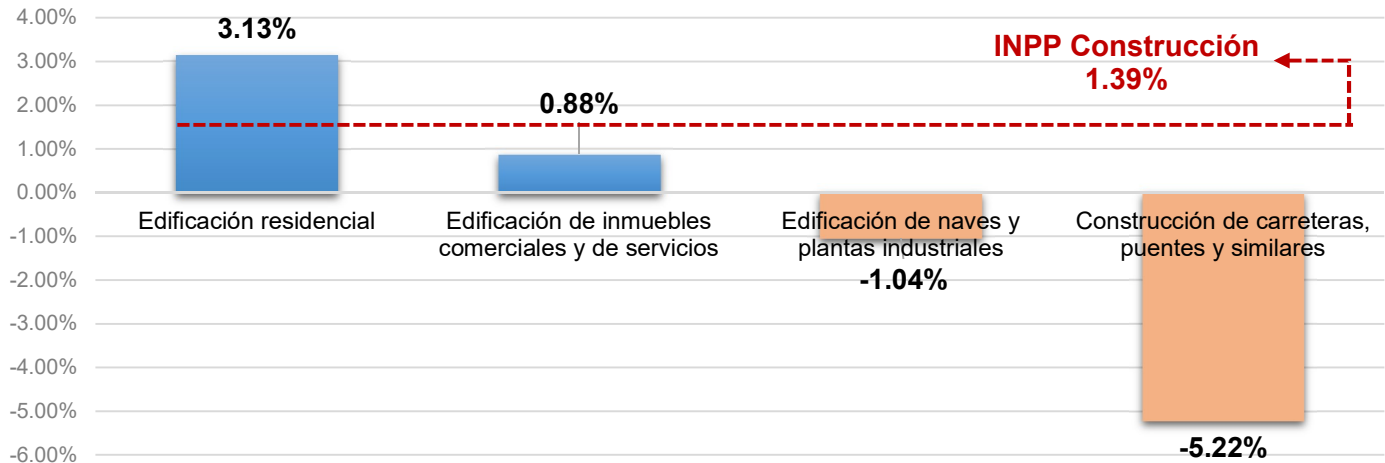 4.00%
3.00%
2.00%
1.00%
0.00%
-1.00%
-2.00%
-3.00%
-4.00%
-5.00%
-6.00%
3.13%
0.88%
-1.04%
-5.22%
INPP Construcción
1.39%
Edificación residencial
Edificación de inmuebles
comerciales y de servicios
Edificación de naves y
plantas industriales
Construcción de carreteras,
puentes y similares